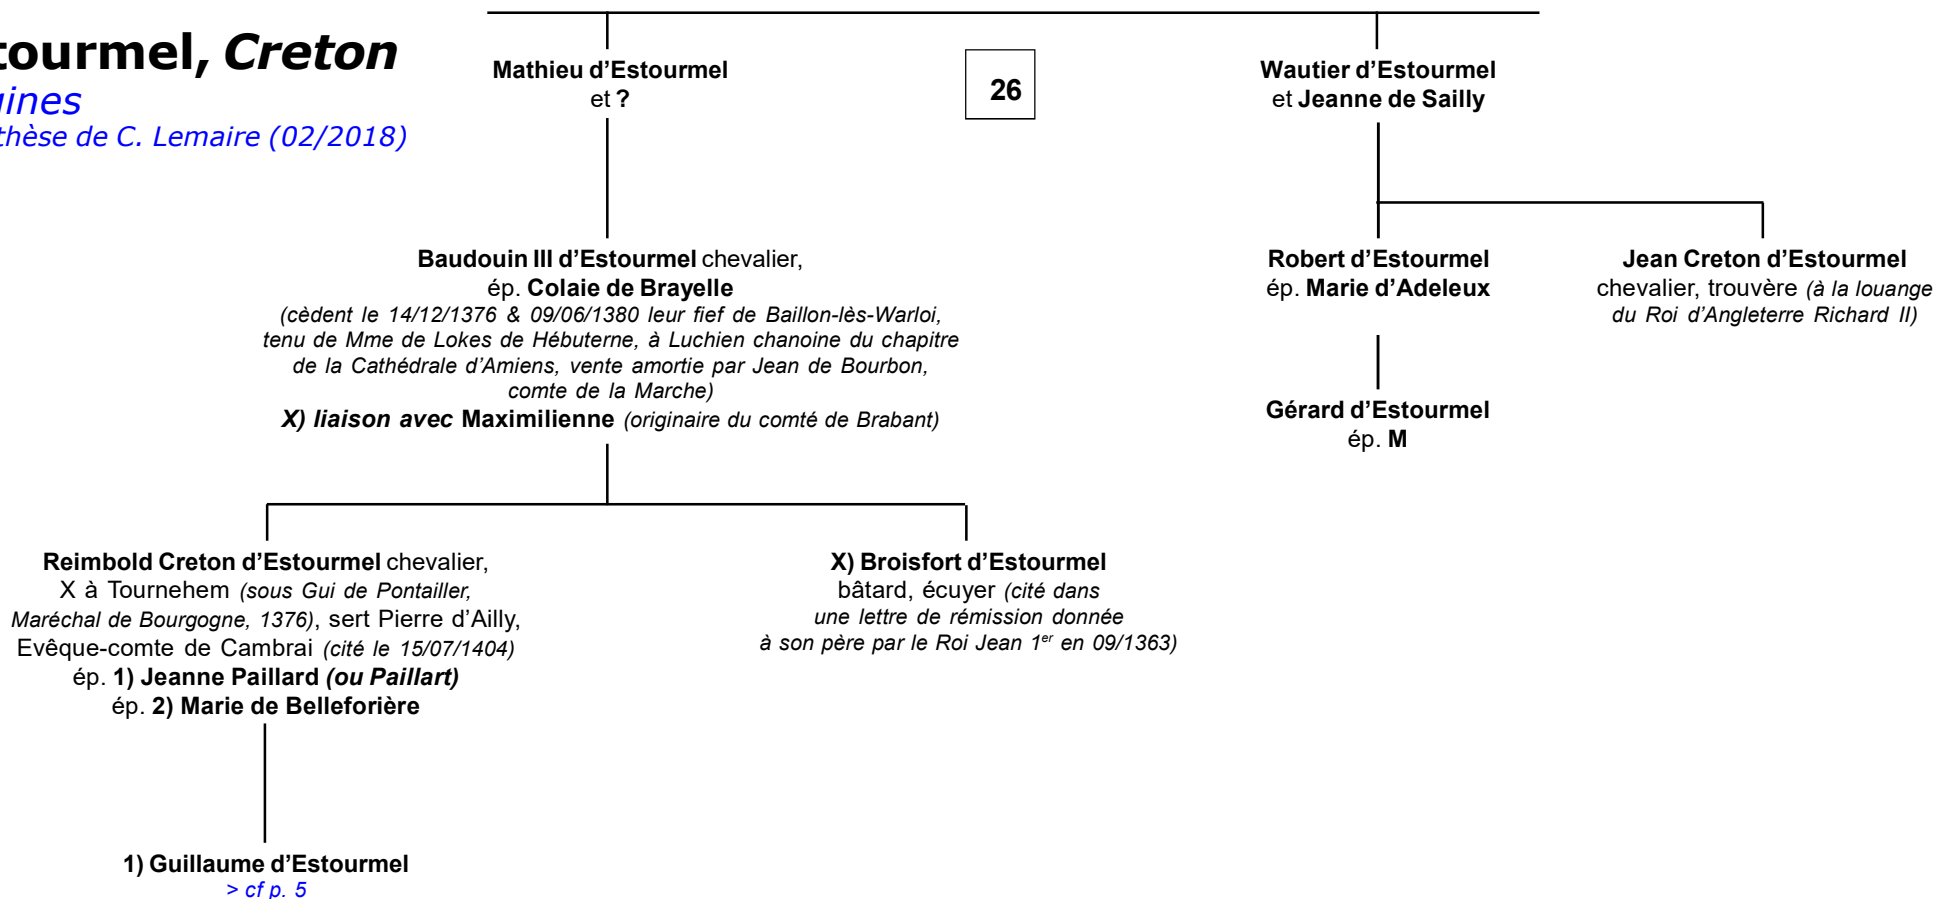 tourmel, Creton
gines
thèse de C. Lemaire (02/2018)
Mathieu d'Estourmel
et ?
26
Wautier d'Estourmel
et Jeanne de Sailly
Baudouin III d'Estourmel chevalier,
ép. Colaie de Brayelle
(cèdent le 14/12/1376 & 09/06/1380 leur fief de Baillon-lès-Warloi,
tenu de Mme de Lokes de Hébuterne, à Luchien chanoine du chapitre
de la Cathédrale d'Amiens, vente amortie par Jean de Bourbon,
comte de la Marche)
X) liaison avec Maximilienne (originaire du comté de Brabant)
Robert d'Estourmel
ép. Marie d'Adeleux
Jean Creton d'Estourmel
chevalier, trouvère (à la louange
du Roi d'Angleterre Richard II)
Gérard d'Estourmel
ép. M
Reimbold Creton d'Estourmel chevalier,
X à Tournehem (sous Gui de Pontailler,
Maréchal de Bourgogne, 1376), sert Pierre d'Ailly,
Evêque-comte de Cambrai (cité le 15/07/1404)
ép. 1) Jeanne Paillard (ou Paillart)
ép. 2) Marie de Belleforière
X) Broisfort d'Estourmel
bâtard, écuyer (cité dans
une lettre de rémission donnée
à son père par le Roi Jean 1er en 09/1363)
1) Guillaume d'Estourmel
> cf p. 5